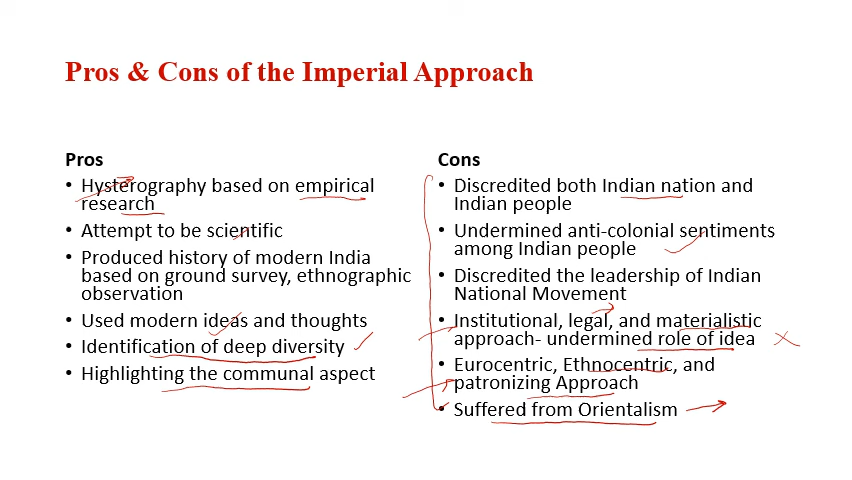 Pros & Cons of the Imperial Approach
Pros
• Hysterography based on empirical
research
• Attempt to be scientific
• Produced history of modern India
based on ground survey, ethnographic
observation
• Used modern ideas and thoughts
• Identification of deep diversity
• Highlighting the communal aspect
Cons
• Discredited both Indian nation and
Indian people
• Undermined anti-colonial sentiments
among Indian people
• Discredited the leadership of Indian
National Movement
• Institutional, legal, and materialistic
approach- undermined role of idea
• Eurocentric, Ethnocentric, and
patronizing Approach
• Suffered from Orientalism